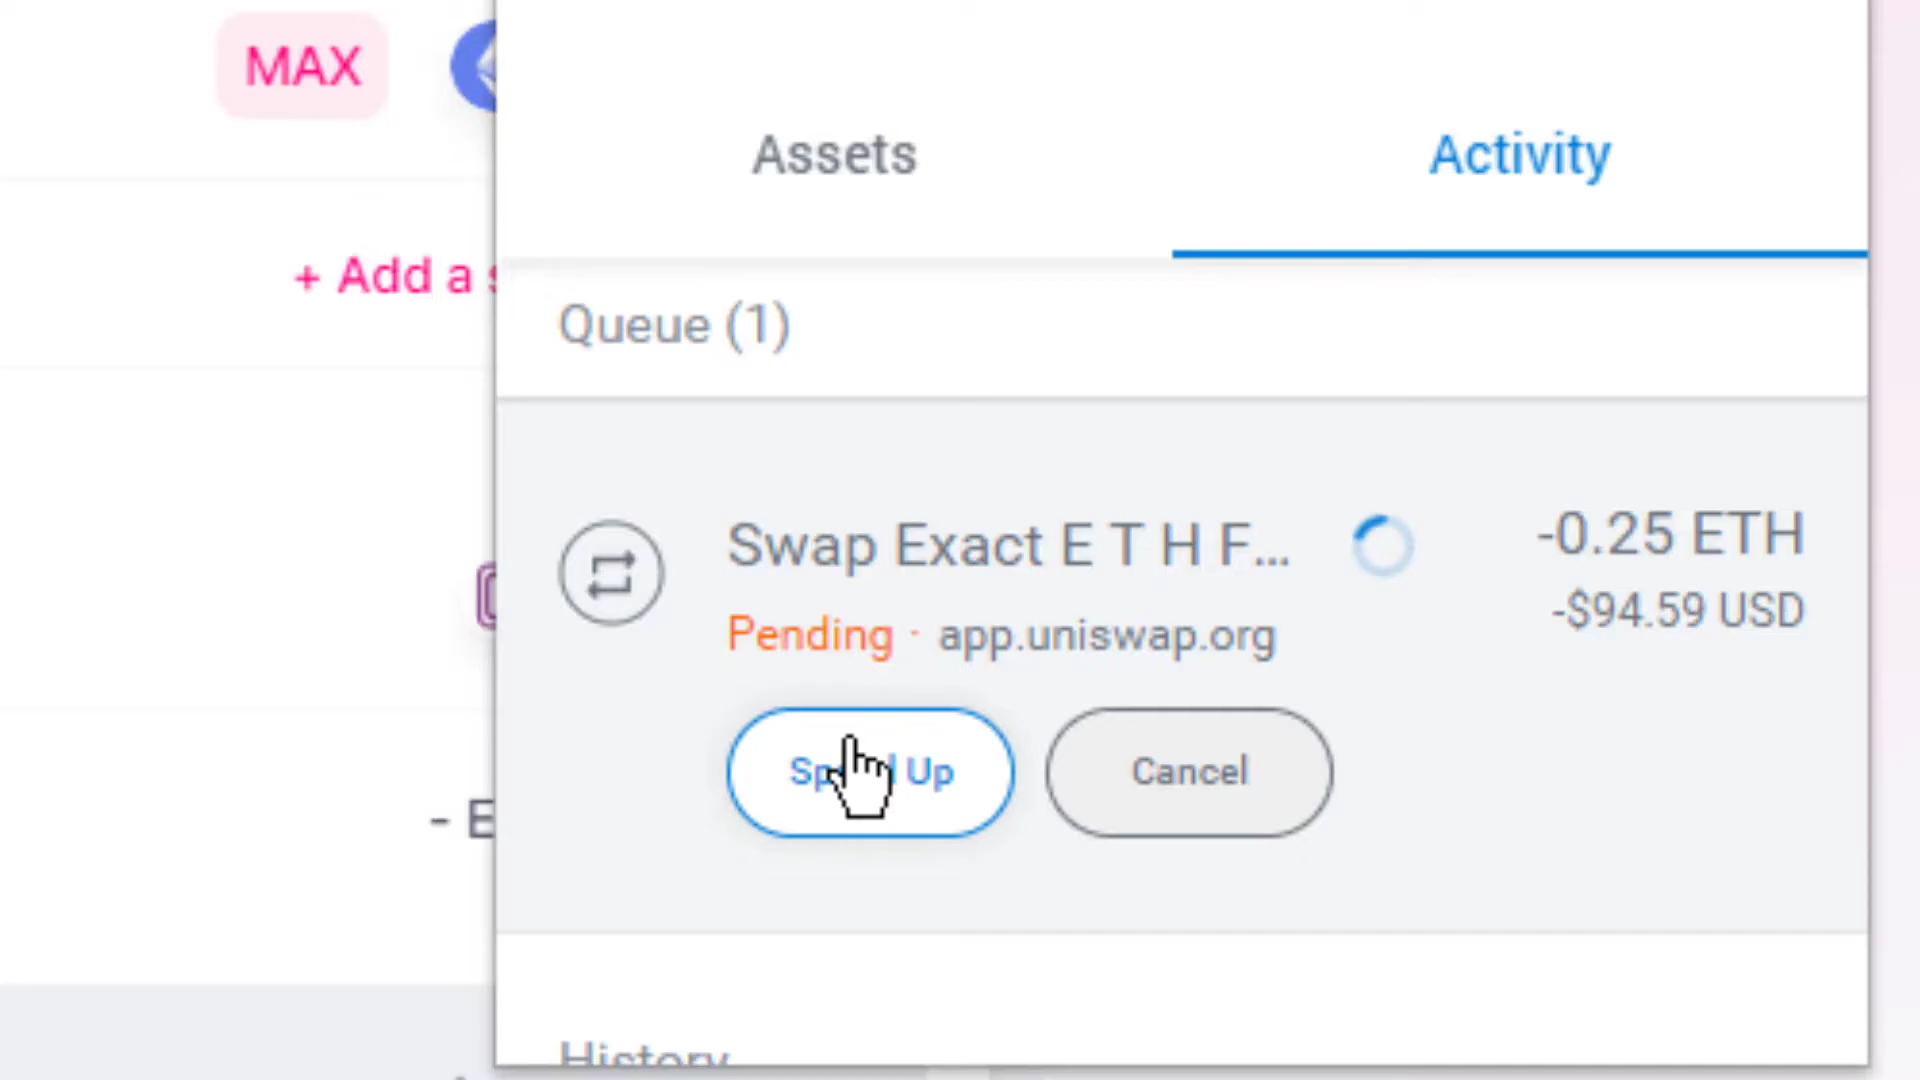 MAX
+ Add a
Assets
Activity
Queue (1)
Swap Exact E T H F...
-0.25 ETH
-$94.59 USD
Pending · app.uniswap.org
Up
Cancel
-
History